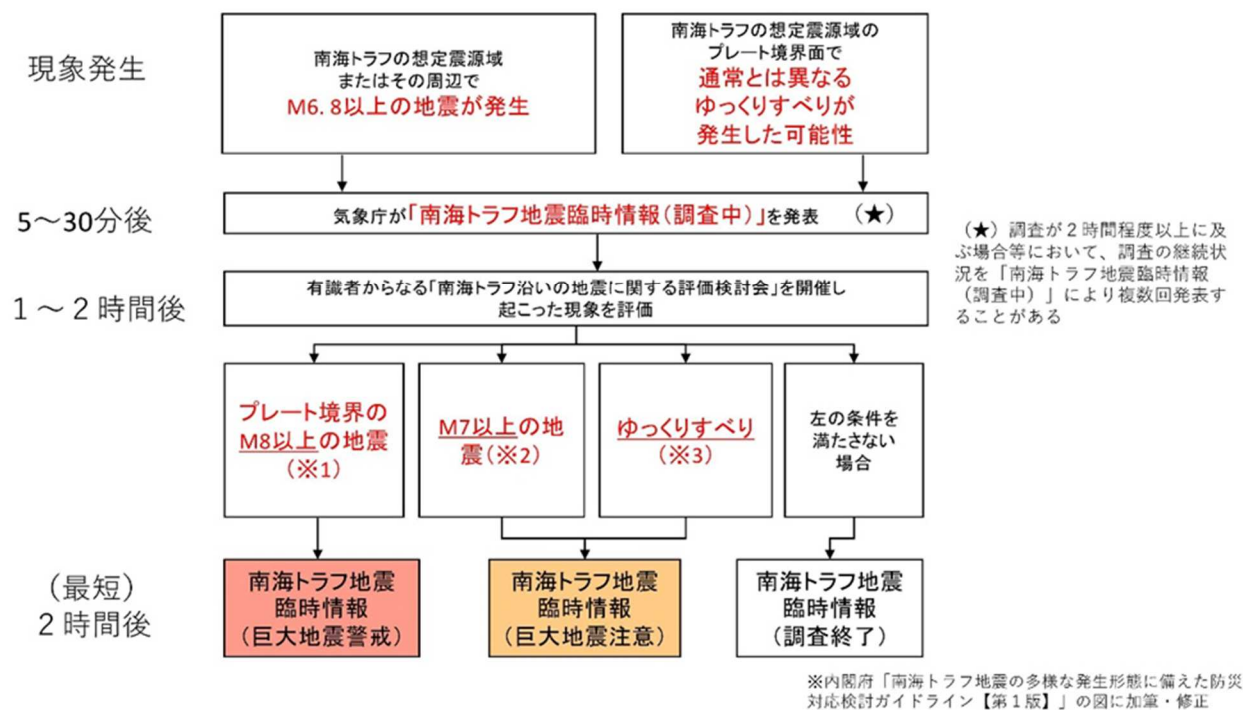 現象発生
南海トラフの想定震源域
またはその周辺で
M6.8以上の地震が発生
南海トラフの想定震源域の
プレート境界面で
通常とは異なる
ゆっくりすべりが
発生した可能性
5～30分後
気象庁が「南海トラフ地震臨時情報(調査中)」を発表 (★)
(★)調査が２時間程度以上に及
ぶ場合等において、調査の継続状
況を「南海トラフ地震臨時情報
(調査中)」により複数回発表す
ることがある
１～２時間後
有識者からなる「南海トラフ沿いの地震に関する評価検討会」を開催し
起こった現象を評価
プレート境界の
M8以上の地震
(※1)
M7以上の地
震(※2)
ゆっくりすべり
(※3)
左の条件を
満たさない
場合
(最短)
２時間後
南海トラフ地震
臨時情報
(巨大地震警戒)
南海トラフ地震
臨時情報
(巨大地震注意)
南海トラフ地震
臨時情報
(調査終了)
※内閣府「南海トラフ地震の多様な発生形態に備えた防災
対応検討ガイドライン【第１版】」の図に加筆・修正